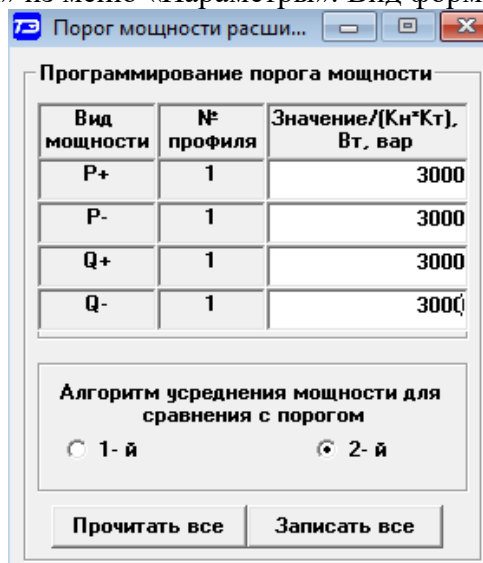 из меню «Параметры». Вид форм
Порог мощности расши...
Программирование порога мощности
Вид мощности № профиля Значение/(Кн*Кт), Вт, вар
P+ 1 3000
P- 1 3000
Q+ 1 3000
Q- 1 3000
Алгоритм усреднения мощности для
сравнения с порогом
1- й 2- й
Прочитать все Записать все